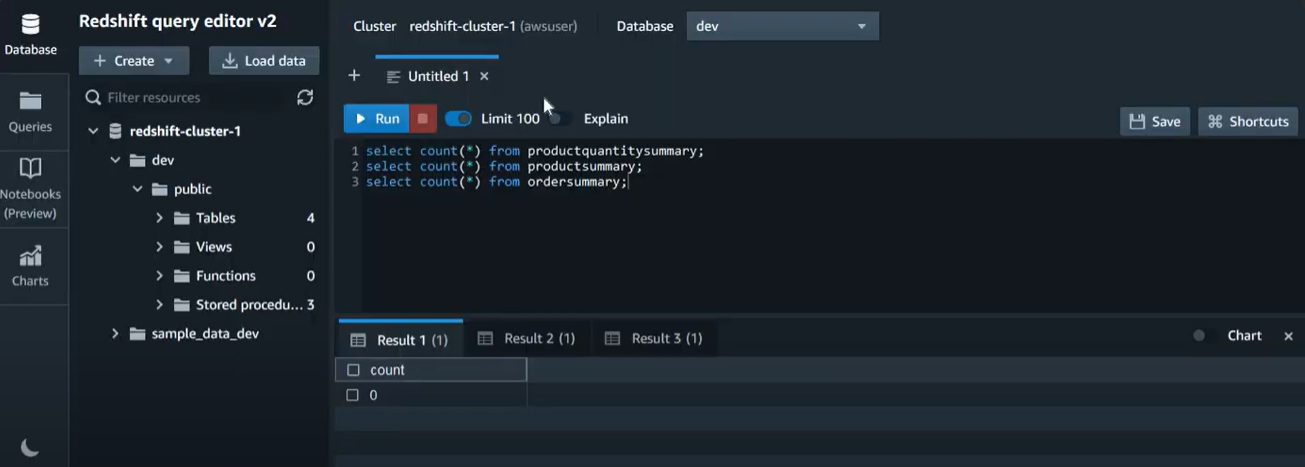 Database
Queries
Notebooks
(Preview)
Charts
Redshift query editor v2
Create
Load data
Filter resources
redshift-cluster-1
dev
public
Tables 4
Views 0
Functions 0
Stored procedu... 3
sample_data_dev
Cluster redshift-cluster-1 (awsuser) Database dev
+ Untitled 1 ×
Run Limit 100 Explain Save ⌘ Shortcuts
1 select count(*) from productquantitysummary;
2 select count(*) from productsummary;
3 select count(*) from ordersummary;
Result 1 (1) Result 2 (1) Result 3 (1) Chart ×
count
0